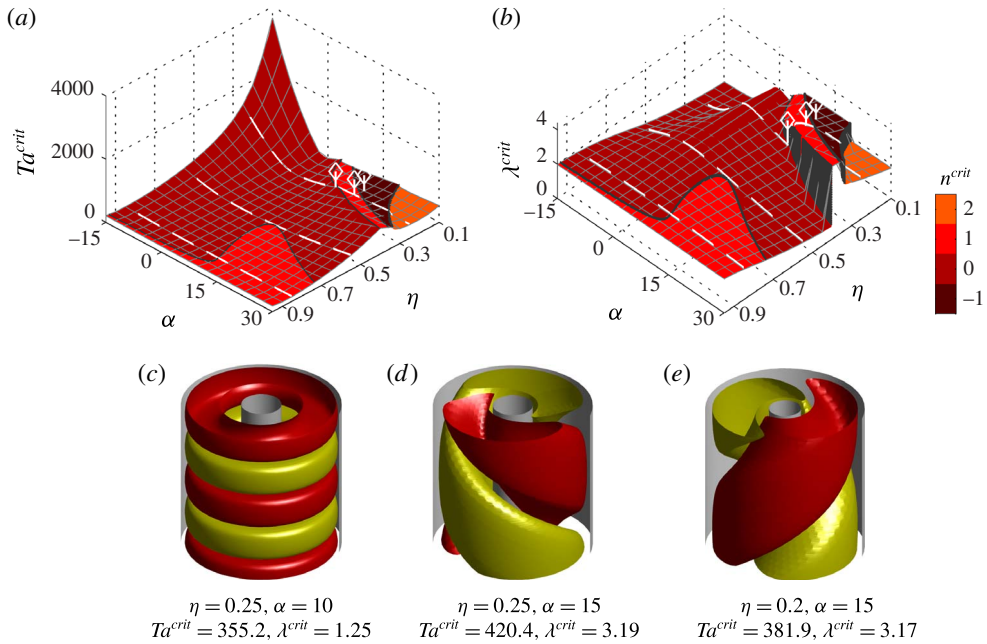 (a)
4000
2000
0
Ta^crit
–15
0
15
30
α
0.9
0.7
0.5
0.3
0.1
η
(b)
4
2
0
λ^crit
–15
0
15
30
α
0.9
0.7
0.5
0.3
0.1
η
n^crit
2
1
0
–1
(c)
(d)
(e)
η = 0.25, α = 10
Ta^crit = 355.2, λ^crit = 1.25
η = 0.25, α = 15
Ta^crit = 420.4, λ^crit = 3.19
η = 0.2, α = 15
Ta^crit = 381.9, λ^crit = 3.17